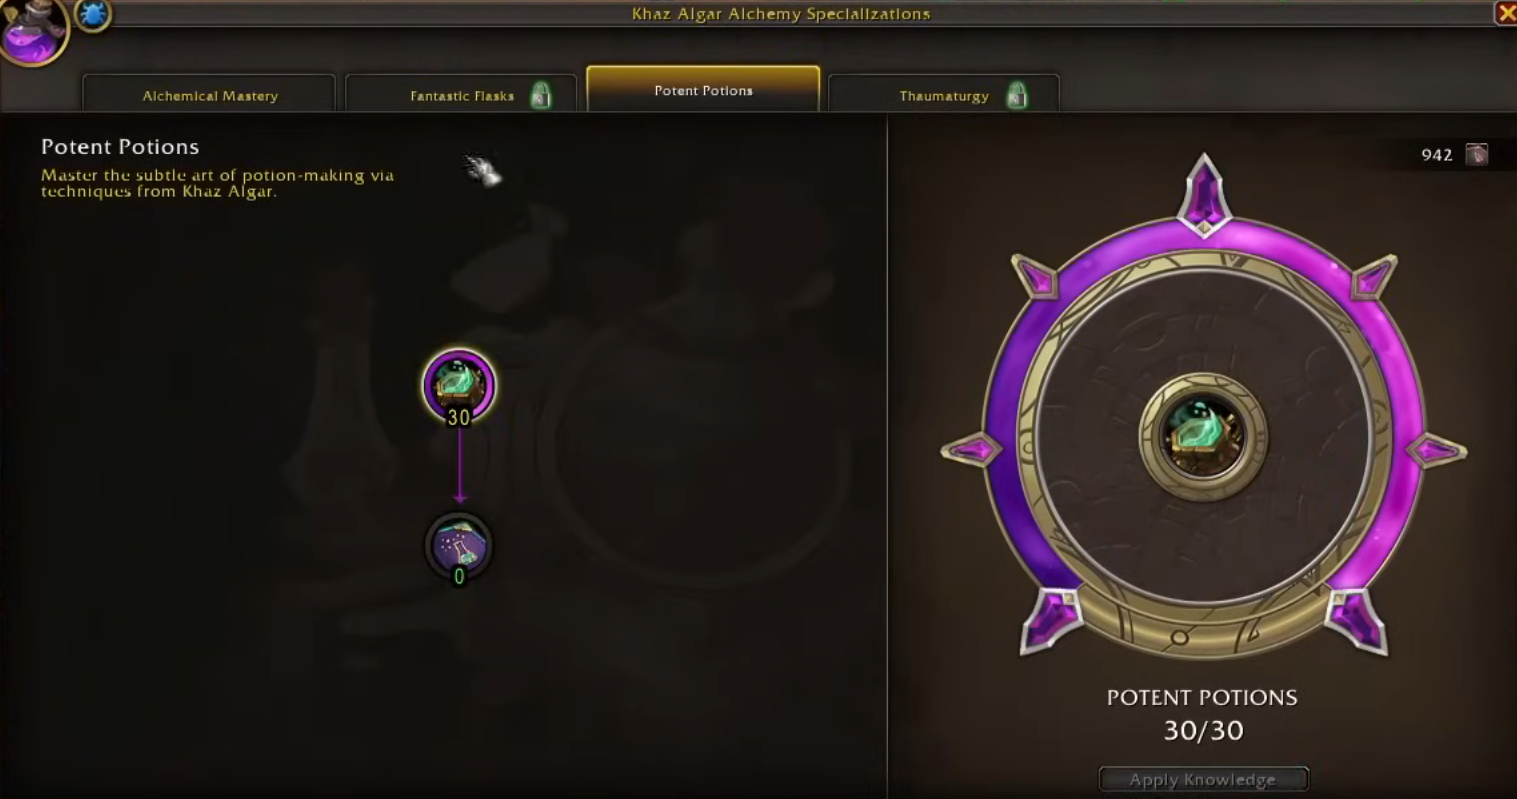 Khaz Algar Alchemy Specializations
Alchemical Mastery
Fantastic Flasks
Potent Potions
Thaumaturgy
Potent Potions
Master the subtle art of potion-making via
techniques from Khaz Algar.
942
30
0
POTENT POTIONS
30/30
Apply Knowledge